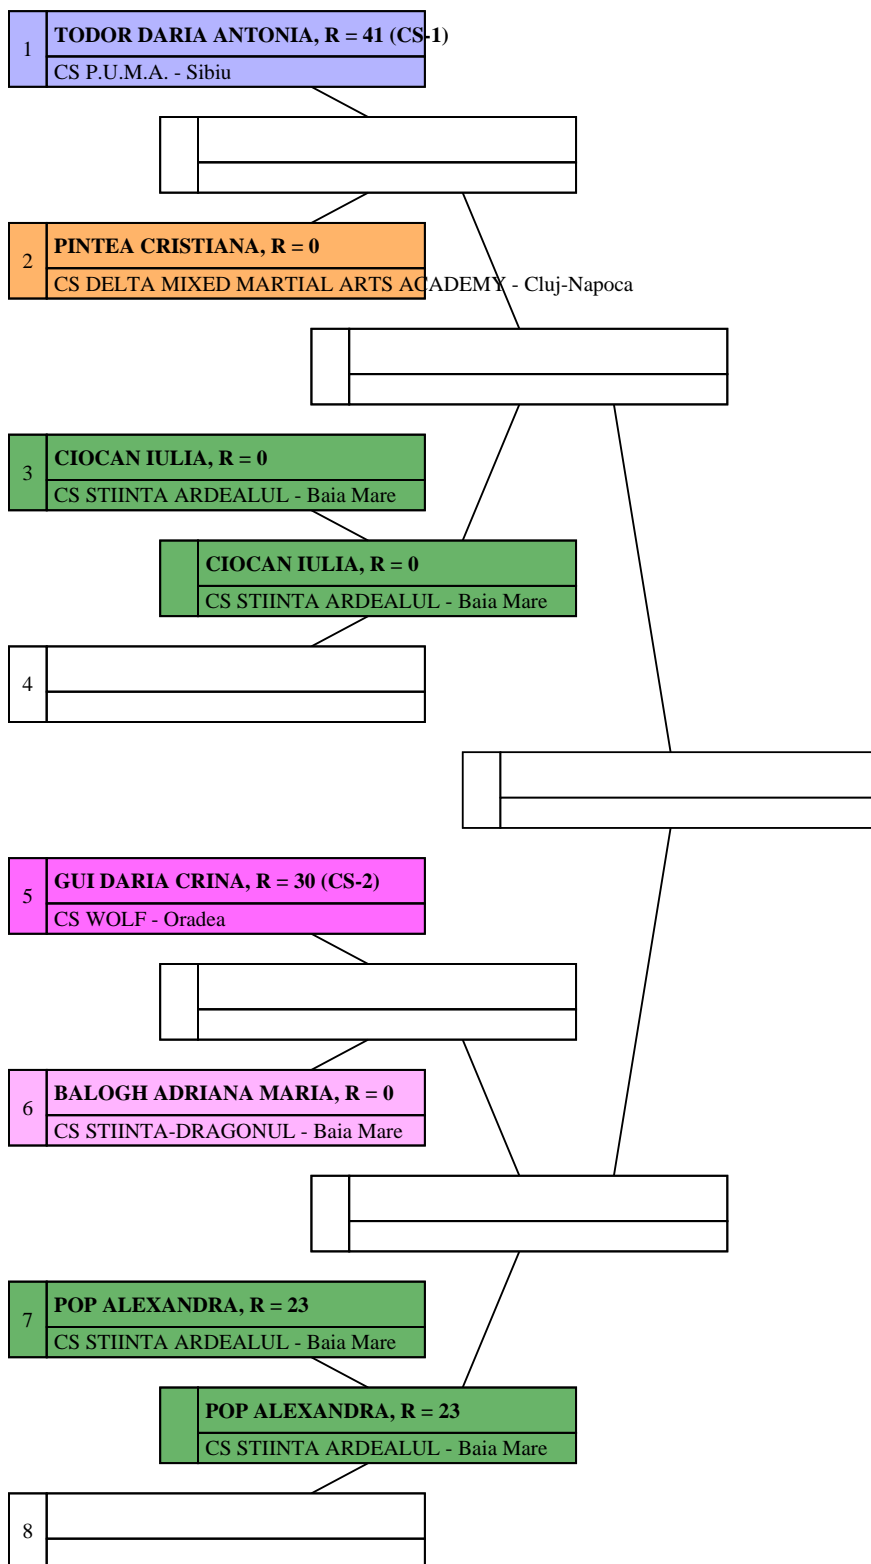 1
TODOR DARIA ANTONIA, R = 41 (CS-1)
CS P.U.M.A. - Sibiu
2
PINTEA CRISTIANA, R = 0
CS DELTA MIXED MARTIAL ARTS ACADEMY - Cluj-Napoca
3
CIOCAN IULIA, R = 0
CS STIINTA ARDEALUL - Baia Mare
CIOCAN IULIA, R = 0
CS STIINTA ARDEALUL - Baia Mare
4
5
GUI DARIA CRINA, R = 30 (CS-2)
CS WOLF - Oradea
6
BALOGH ADRIANA MARIA, R = 0
CS STIINTA-DRAGONUL - Baia Mare
7
POP ALEXANDRA, R = 23
CS STIINTA ARDEALUL - Baia Mare
POP ALEXANDRA, R = 23
CS STIINTA ARDEALUL - Baia Mare
8